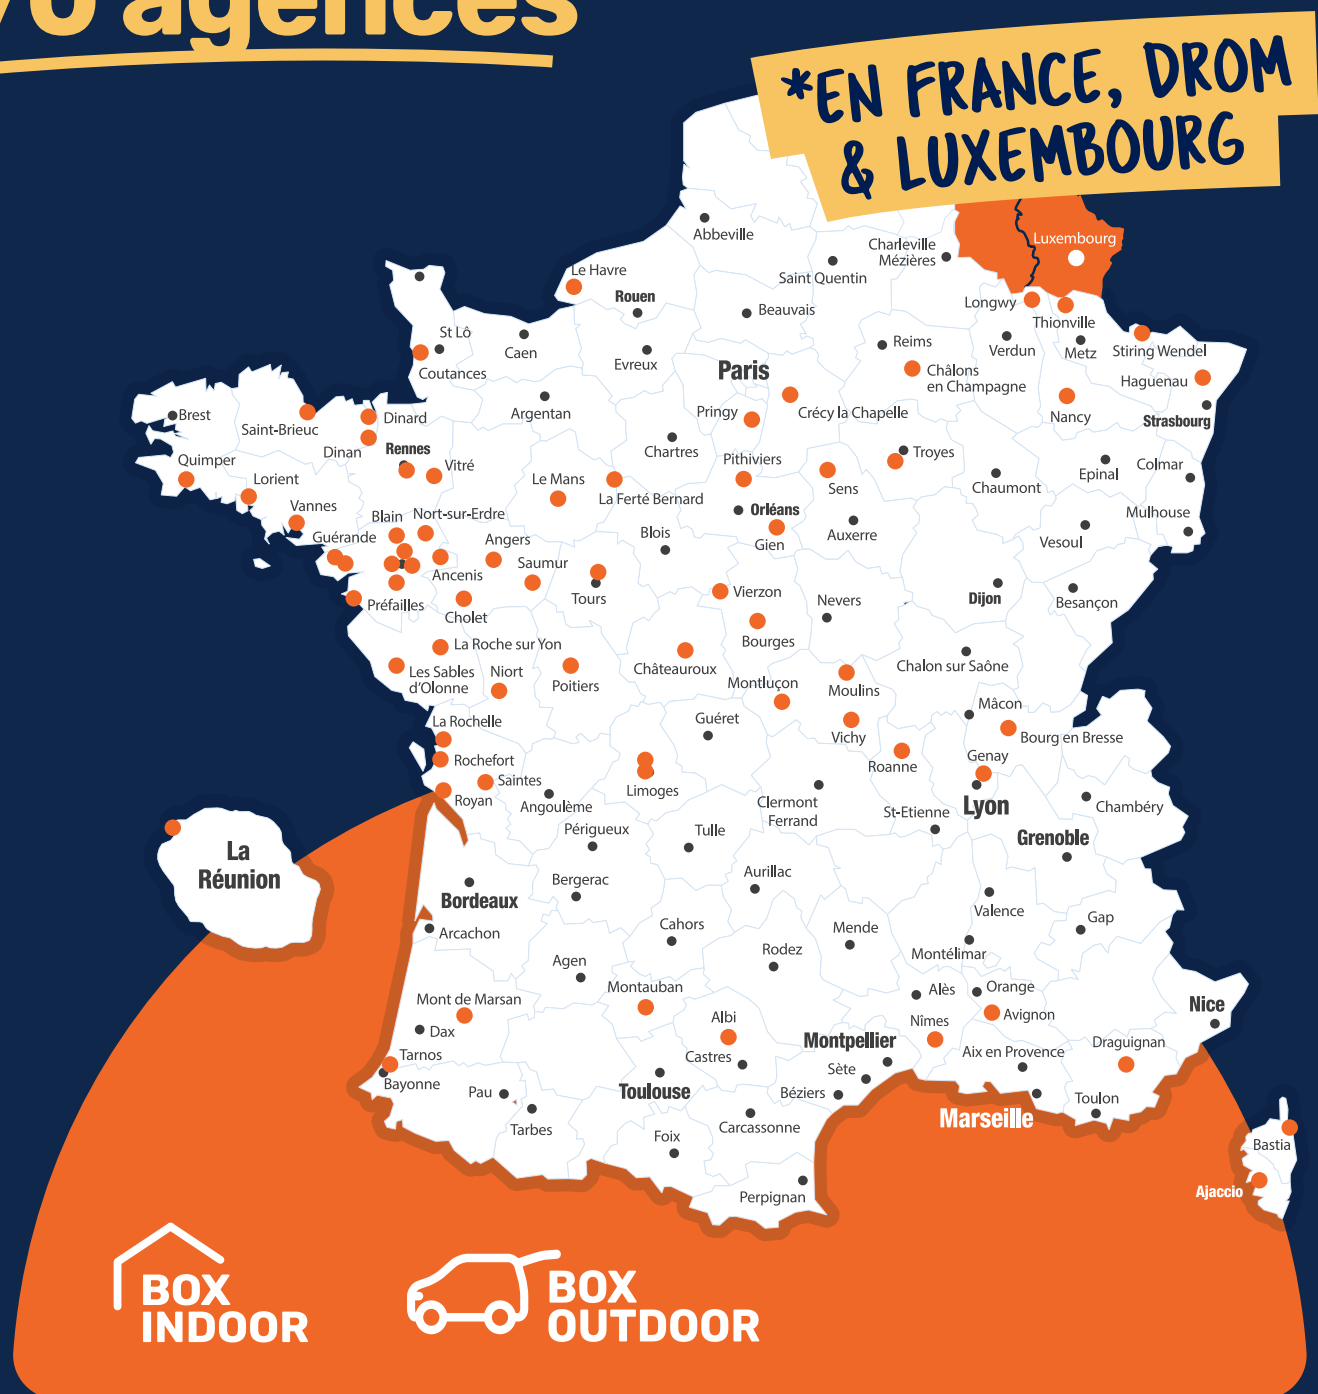 70 agences
*EN FRANCE, DROM
& LUXEMBOURG
Luxembourg
Abbeville
Charleville
Mézières
Saint Quentin
Le Havre
Rouen
Beauvais
Longwy
Thionville
St Lô
Caen
Evreux
Reims
Verdun
Metz
Stiring Wendel
Coutances
Paris
Châlons
en Champagne
Haguenau
Brest
Saint-Brieuc
Dinard
Argentan
Pringy
Crécy la Chapelle
Nancy
Strasbourg
Dinan
Rennes
Chartres
Troyes
Quimper
Vitré
Pithiviers
Epinal
Colmar
Lorient
Le Mans
La Ferté Bernard
Sens
Chaumont
Vannes
Blain
Nort-sur-Erdre
Orléans
Mulhouse
Guérande
Angers
Blois
Gien
Auxerre
Vesoul
Ancenis
Saumur
Préfailles
Cholet
Tours
Vierzon
Nevers
Dijon
Besançon
La Roche sur Yon
Bourges
Les Sables
d'Olonne
Niort
Poitiers
Châteauroux
Chalon sur Saône
Montluçon
Moulins
La Rochelle
Guéret
Mâcon
Vichy
Bourg en Bresse
Rochefort
Roanne
Genay
Saintes
Limoges
Royan
Angoulême
Clermont
Ferrand
St-Etienne
Lyon
Chambéry
Périgueux
Tulle
Grenoble
La
Réunion
Bergerac
Aurillac
Bordeaux
Valence
Arcachon
Cahors
Mende
Gap
Agen
Rodez
Montélimar
Mont de Marsan
Montauban
Alès
Orange
Nice
Dax
Albi
Nîmes
Avignon
Tarnos
Castres
Montpellier
Aix en Provence
Draguignan
Bayonne
Pau
Toulouse
Sète
Béziers
Marseille
Toulon
Tarbes
Foix
Carcassonne
Bastia
Perpignan
Ajaccio
BOX
INDOOR
BOX
OUTDOOR